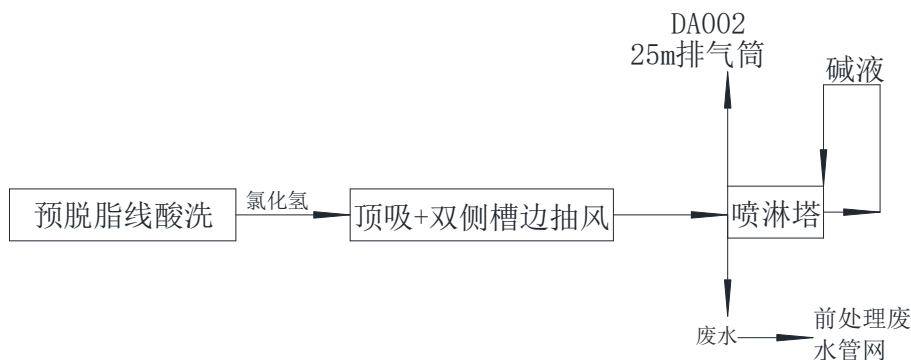 DA002
25m排气筒
碱液
氯化氢
预脱脂线酸洗
顶吸+双侧槽边抽风
喷淋塔
废水
前处理废
水管网